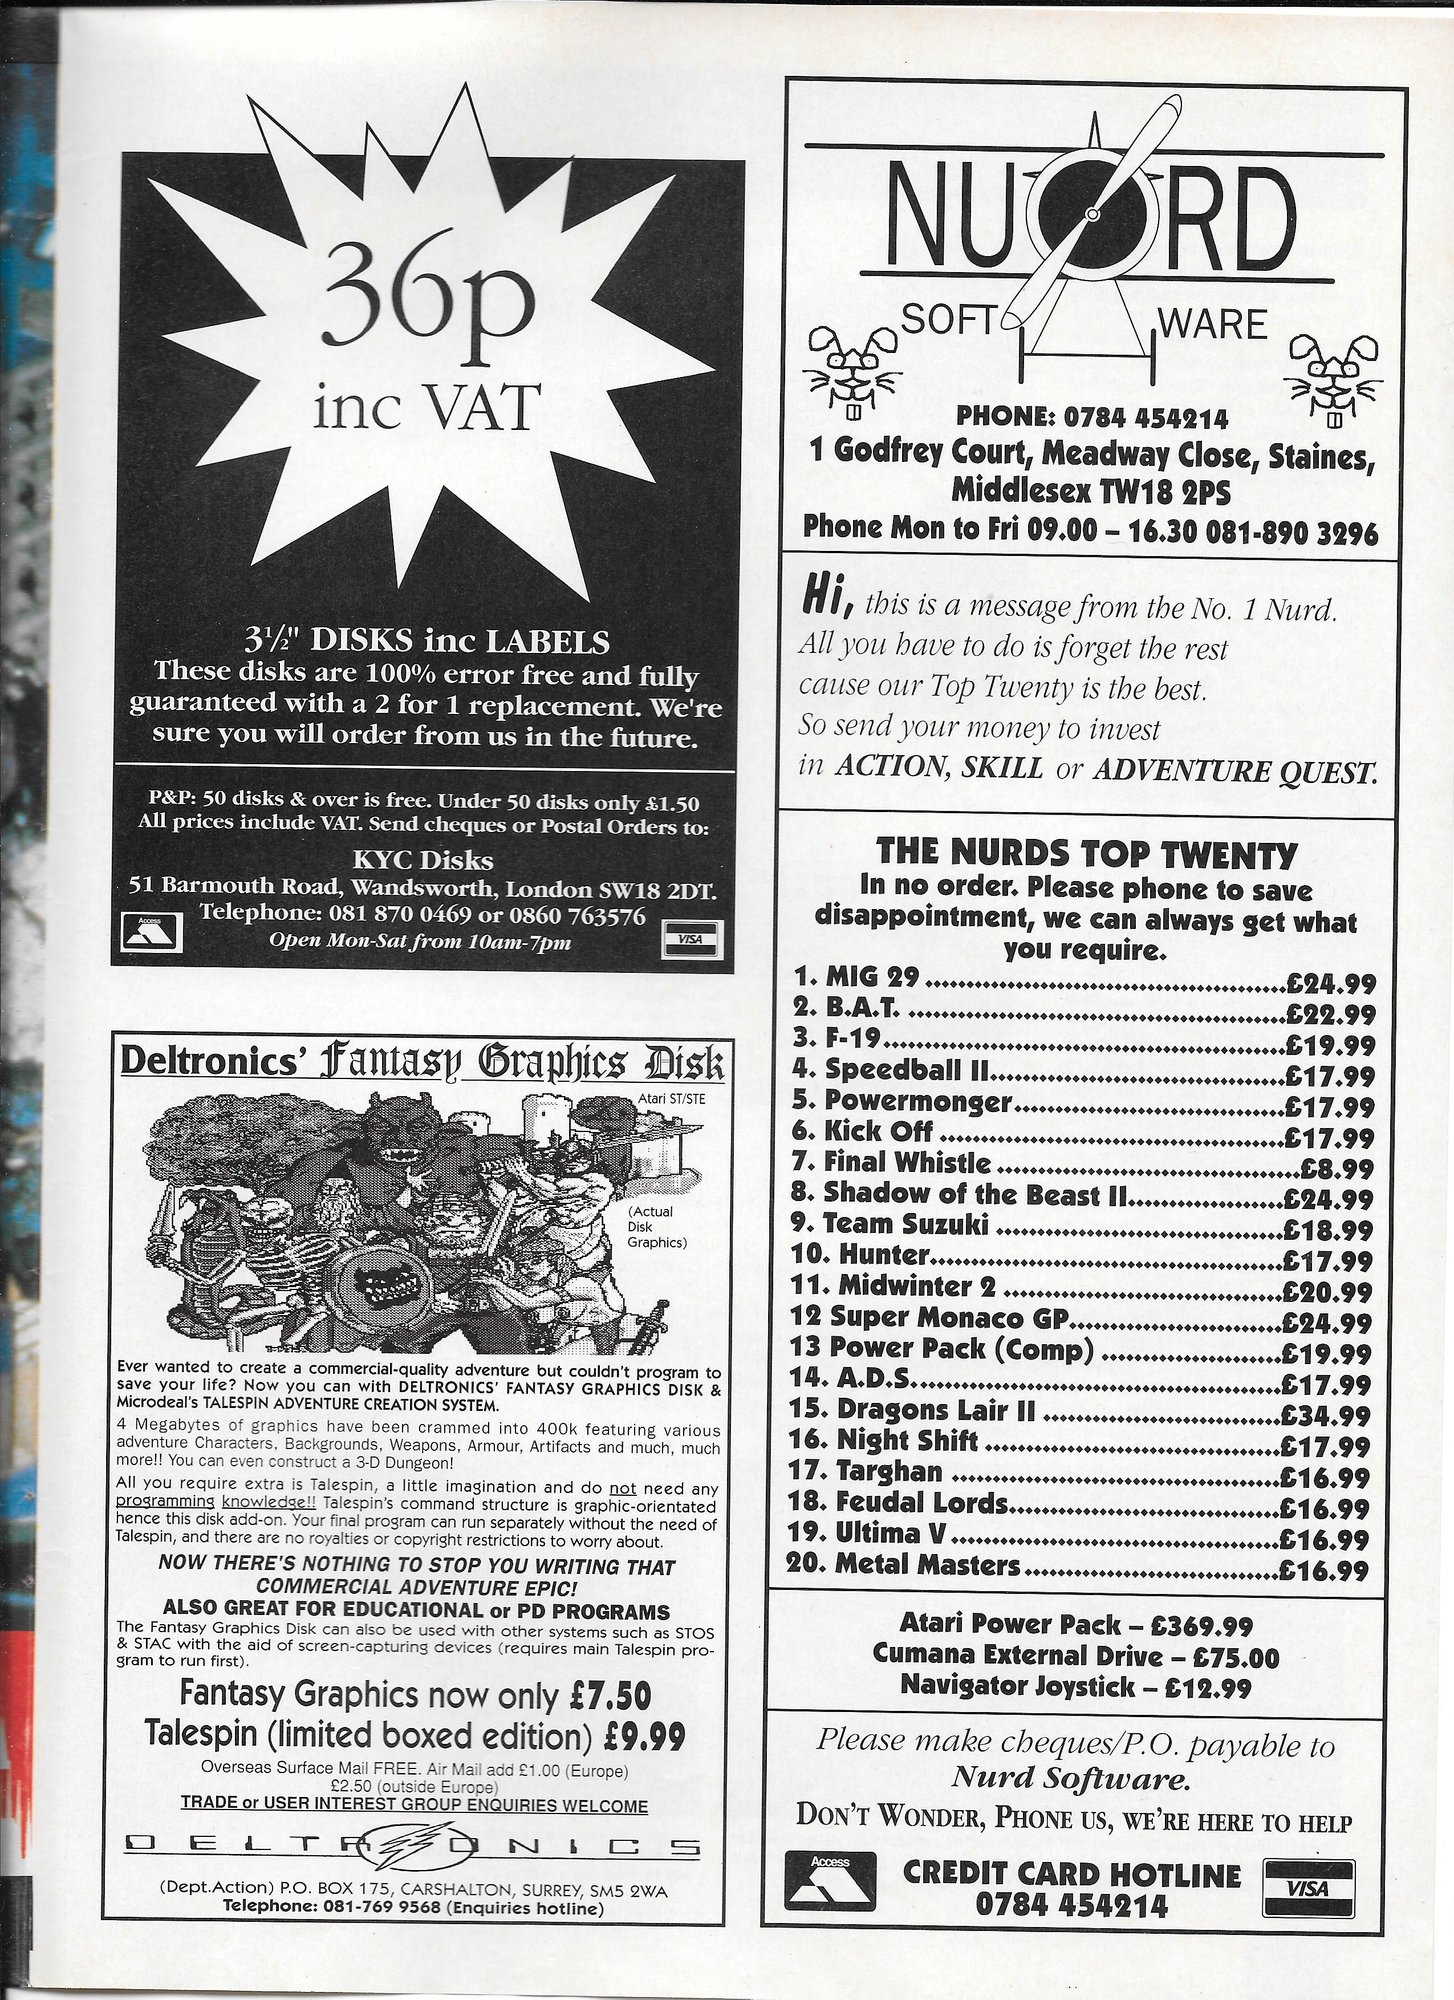 36p
inc VAT
3½" DISKS inc LABELS
These disks are 100% error free and fully
guaranteed with a 2 for 1 replacement. We're
sure you will order from us in the future.
P&P: 50 disks & over is free. Under 50 disks only £1.50
All prices include VAT. Send cheques or Postal Orders to:
KYC Disks
51 Barmouth Road, Wandsworth, London SW18 2DT.
Telephone: 081 870 0469 or 0860 763576
Open Mon-Sat from 10am-7pm
Access
VISA
Deltronics' Fantasy Graphics Disk
Atari ST/STE
(Actual
Disk
Graphics)
Ever wanted to create a commercial-quality adventure but couldn't program to
save your life? Now you can with DELTRONICS' FANTASY GRAPHICS DISK &
Microdeal's TALESPIN ADVENTURE CREATION SYSTEM.
4 Megabytes of graphics have been crammed into 400k featuring various
adventure Characters, Backgrounds, Weapons, Armour, Artifacts and much, much
more!! You can even construct a 3-D Dungeon!
All you require extra is Talespin, a little imagination and do not need any
programming knowledge!! Talespin's command structure is graphic-orientated
hence this disk add-on. Your final program can run separately without the need of
Talespin, and there are no royalties or copyright restrictions to worry about.
NOW THERE'S NOTHING TO STOP YOU WRITING THAT
COMMERCIAL ADVENTURE EPIC!
ALSO GREAT FOR EDUCATIONAL or PD PROGRAMS
The Fantasy Graphics Disk can also be used with other systems such as STOS
& STAC with the aid of screen-capturing devices (requires main Talespin pro-
gram to run first).
Fantasy Graphics now only £7.50
Talespin (limited boxed edition) £9.99
Overseas Surface Mail FREE. Air Mail add £1.00 (Europe)
£2.50 (outside Europe)
TRADE or USER INTEREST GROUP ENQUIRIES WELCOME
DELTRONICS
(Dept.Action) P.O. BOX 175, CARSHALTON, SURREY, SM5 2WA
Telephone: 081-769 9568 (Enquiries hotline)
NURD
SOFTWARE
PHONE: 0784 454214
1 Godfrey Court, Meadway Close, Staines,
Middlesex TW18 2PS
Phone Mon to Fri 09.00 – 16.30 081-890 3296
Hi, this is a message from the No. 1 Nurd.
All you have to do is forget the rest
cause our Top Twenty is the best.
So send your money to invest
in ACTION, SKILL or ADVENTURE QUEST.
THE NURDS TOP TWENTY
In no order. Please phone to save
disappointment, we can always get what
you require.
1. MIG 29 ........ £24.99
2. B.A.T. ........ £22.99
3. F-19 ........ £19.99
4. Speedball II ........ £17.99
5. Powermonger ........ £17.99
6. Kick Off ........ £17.99
7. Final Whistle ........ £8.99
8. Shadow of the Beast II ........ £24.99
9. Team Suzuki ........ £18.99
10. Hunter ........ £17.99
11. Midwinter 2 ........ £20.99
12 Super Monaco GP ........ £24.99
13 Power Pack (Comp) ........ £19.99
14. A.D.S. ........ £17.99
15. Dragons Lair II ........ £34.99
16. Night Shift ........ £17.99
17. Targhan ........ £16.99
18. Feudal Lords ........ £16.99
19. Ultima V ........ £16.99
20. Metal Masters ........ £16.99
Atari Power Pack – £369.99
Cumana External Drive – £75.00
Navigator Joystick – £12.99
Please make cheques/P.O. payable to
Nurd Software.
DON'T WONDER, PHONE US, WE'RE HERE TO HELP
Access
CREDIT CARD HOTLINE
0784 454214
VISA